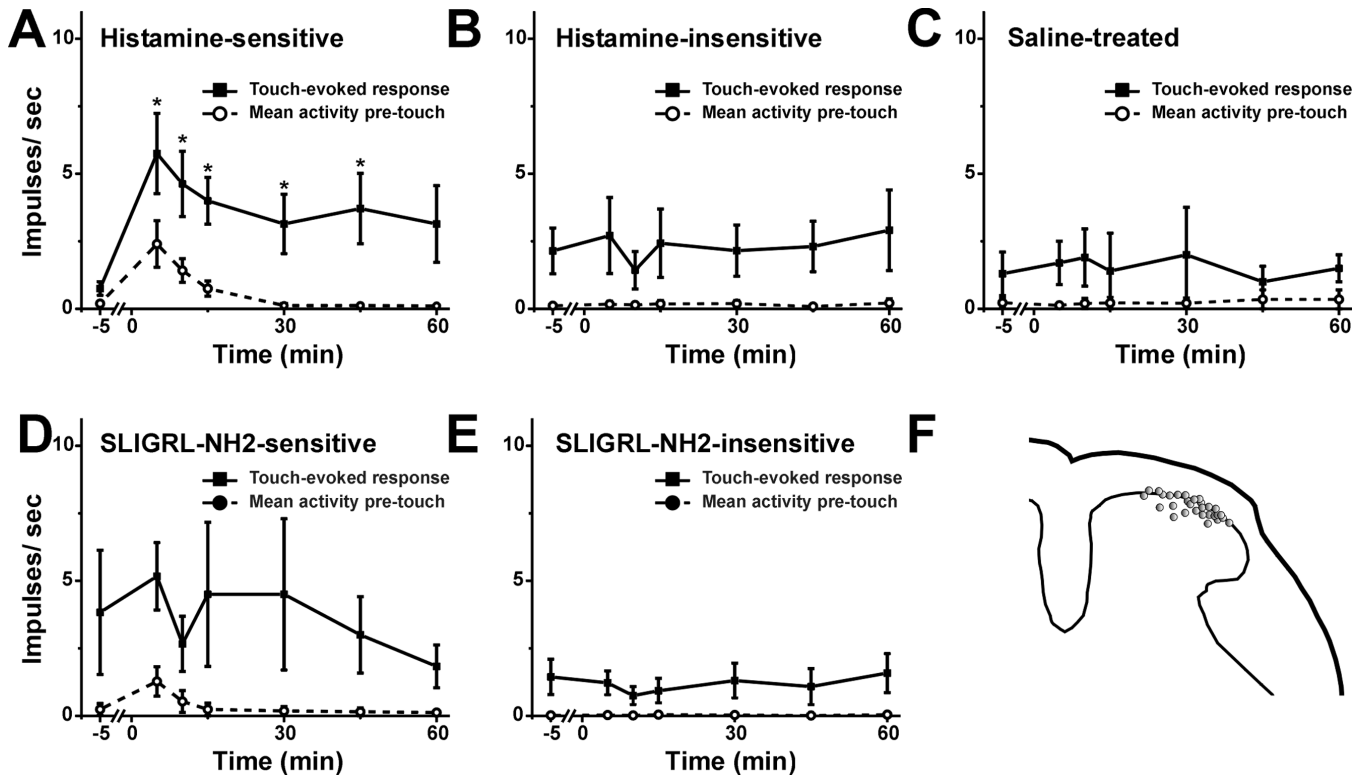 A
Histamine-sensitive
Touch-evoked response
Mean activity pre-touch
10
5
0
Impulses/ sec
* * * * *
-5 0 30 60
Time (min)
B
Histamine-insensitive
Touch-evoked response
Mean activity pre-touch
10
5
0
-5 0 30 60
Time (min)
C
Saline-treated
Touch-evoked response
Mean activity pre-touch
10
5
0
-5 0 30 60
Time (min)
D
SLIGRL-NH2-sensitive
Touch-evoked response
Mean activity pre-touch
10
5
0
Impulses/ sec
-5 0 30 60
Time (min)
E
SLIGRL-NH2-insensitive
Touch-evoked response
Mean activity pre-touch
10
5
0
-5 0 30 60
Time (min)
F